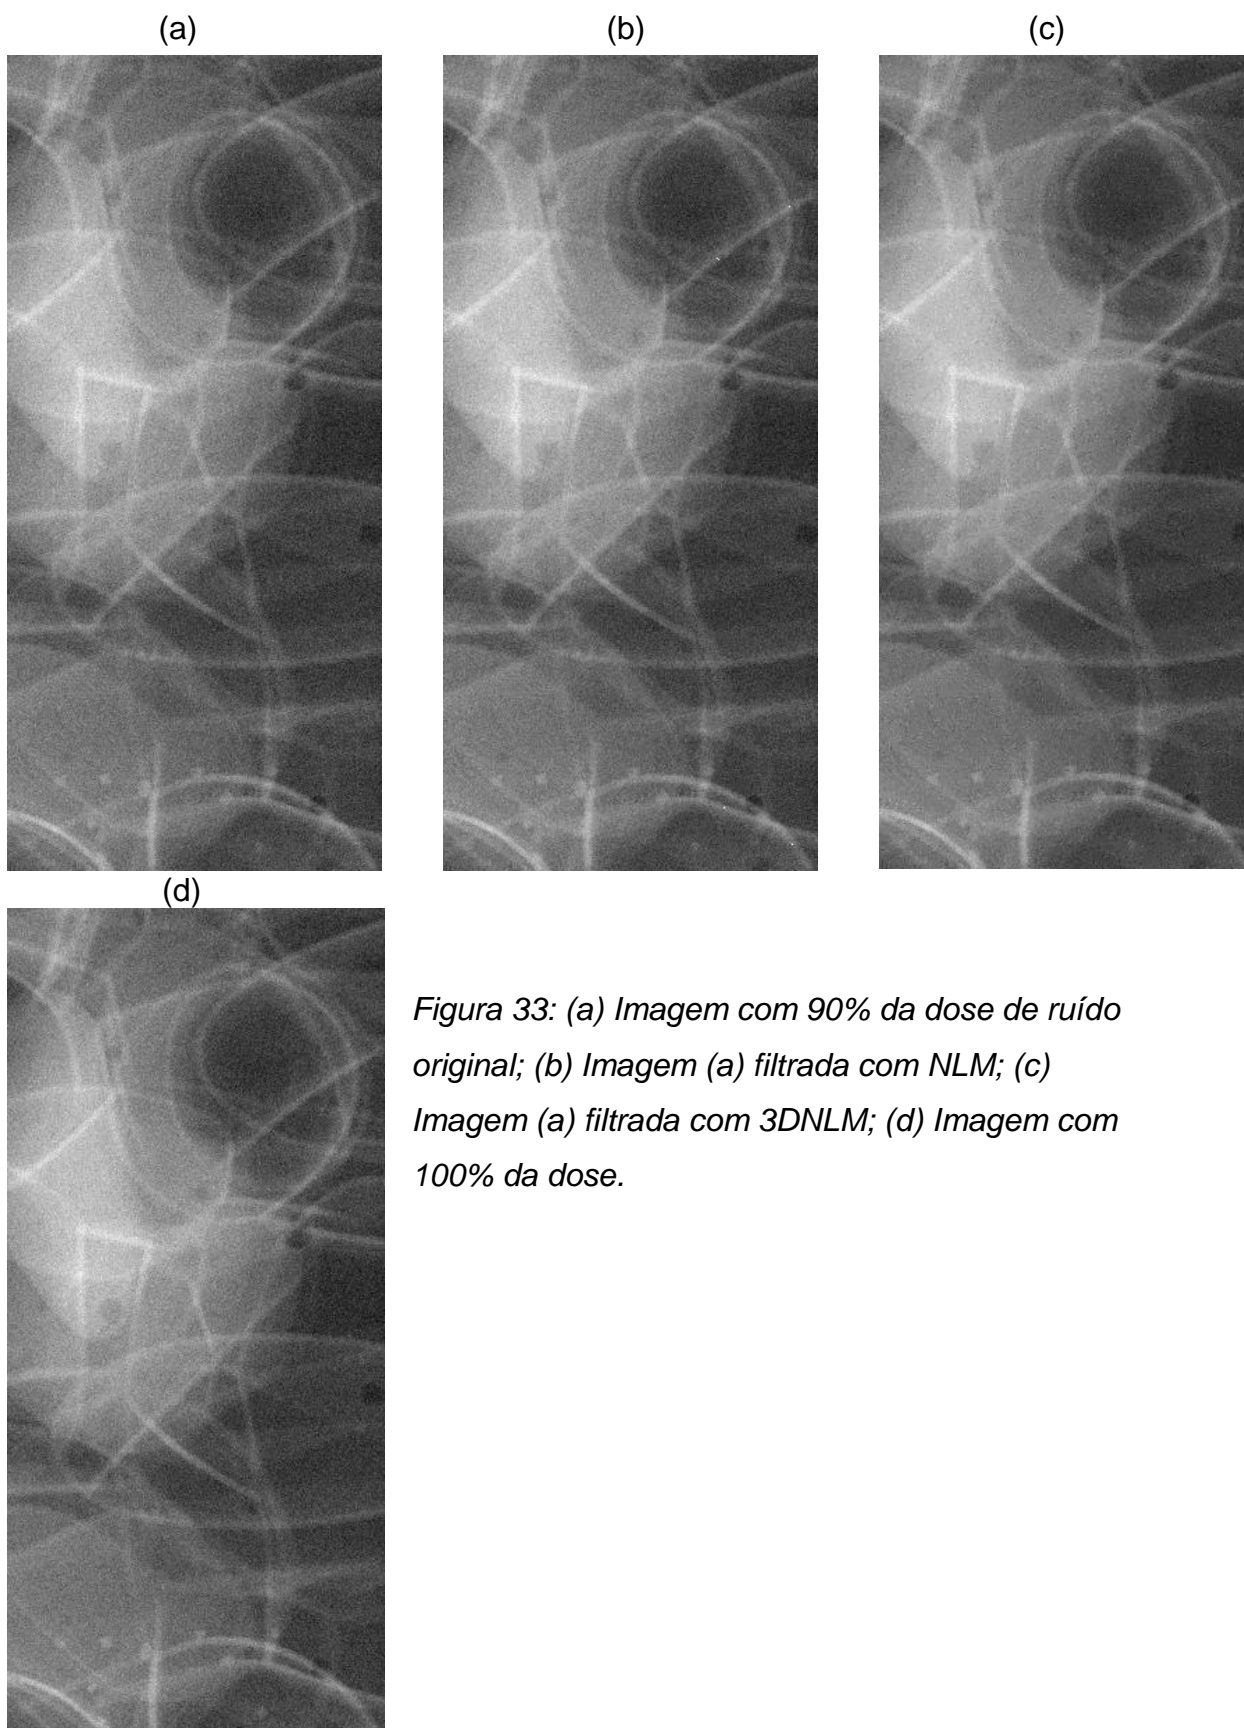 (a)
(b)
(c)
(d)
Figura 33: (a) Imagem com 90% da dose de ruído
original; (b) Imagem (a) filtrada com NLM; (c)
Imagem (a) filtrada com 3DNLM; (d) Imagem com
100% da dose.